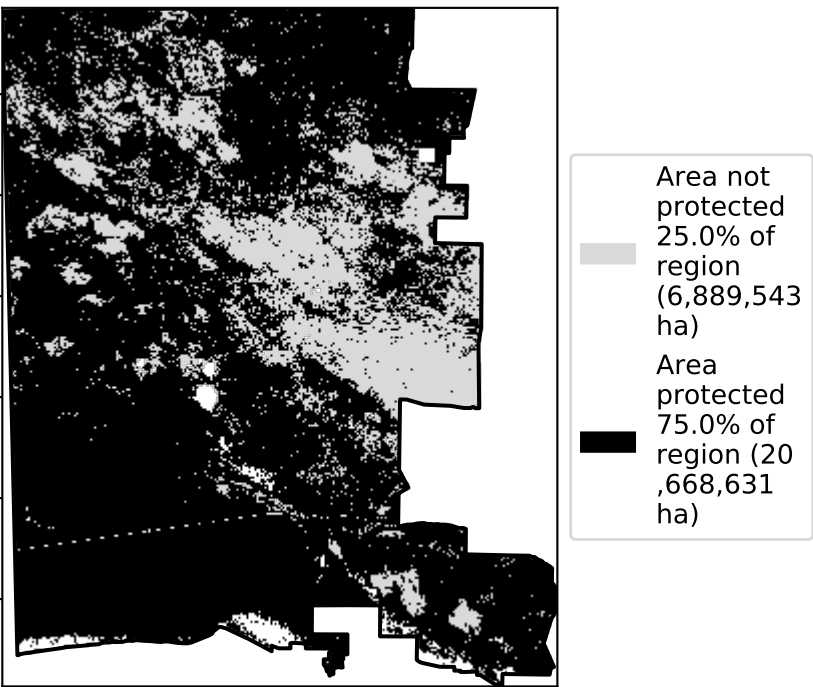 Area not
protected
25.0% of
region
(6,889,543
ha)
Area
protected
75.0% of
region (20
,668,631
ha)